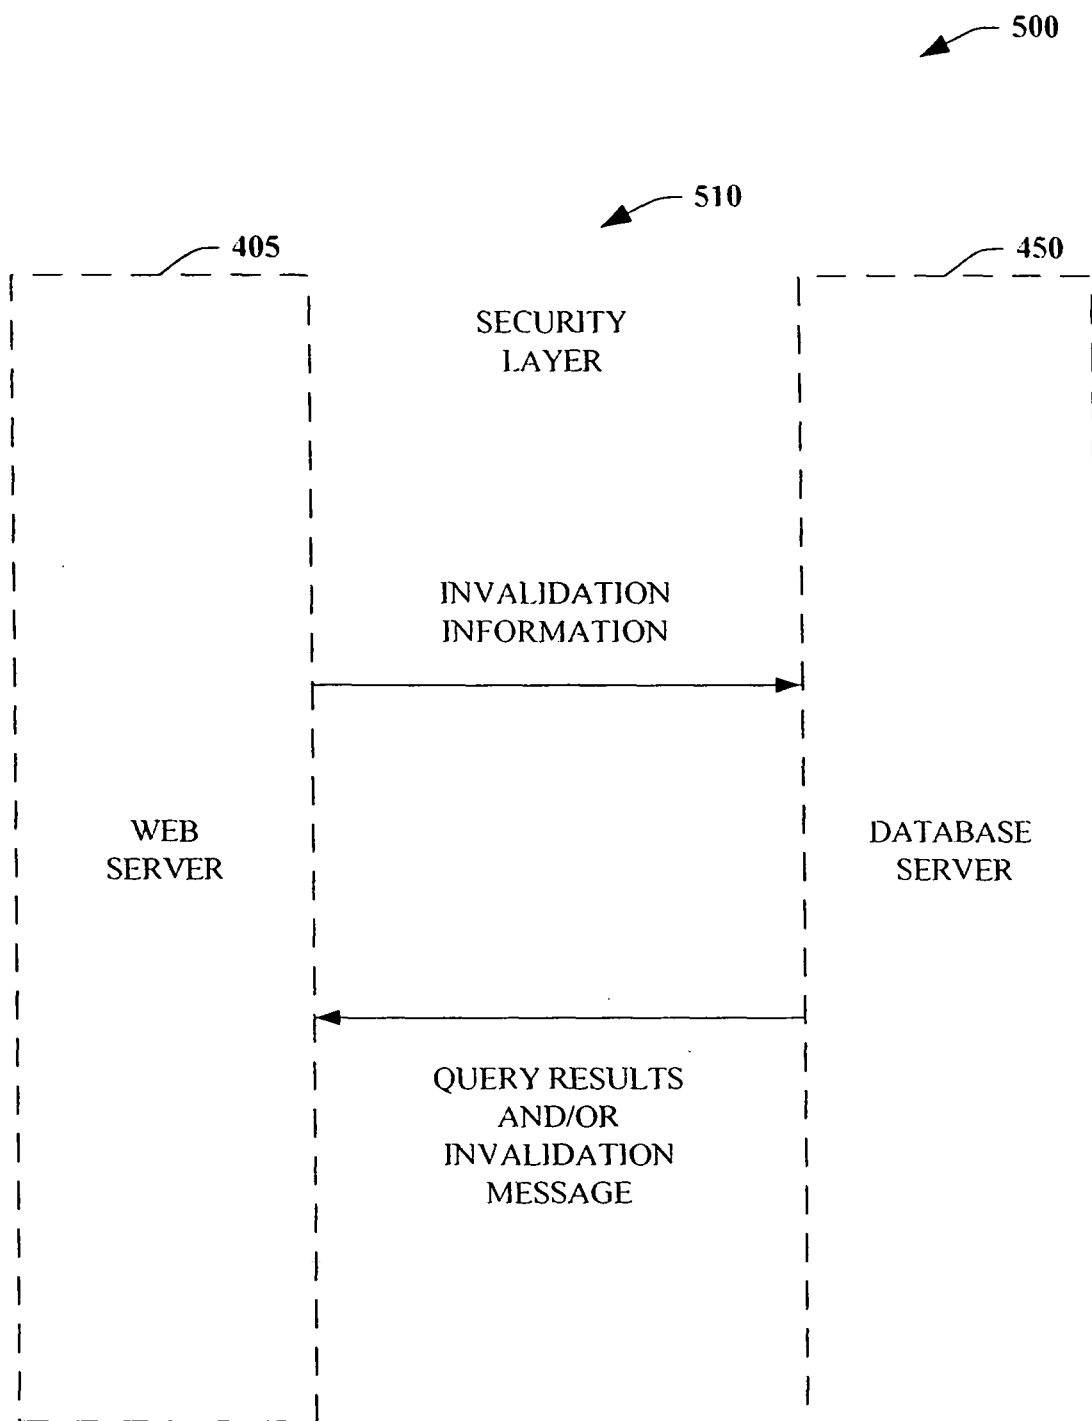 500
510
405
450
SECURITY
LAYER
INVALIDATION
INFORMATION
WEB
SERVER
DATABASE
SERVER
QUERY RESULTS
AND/OR
INVALIDATION
MESSAGE